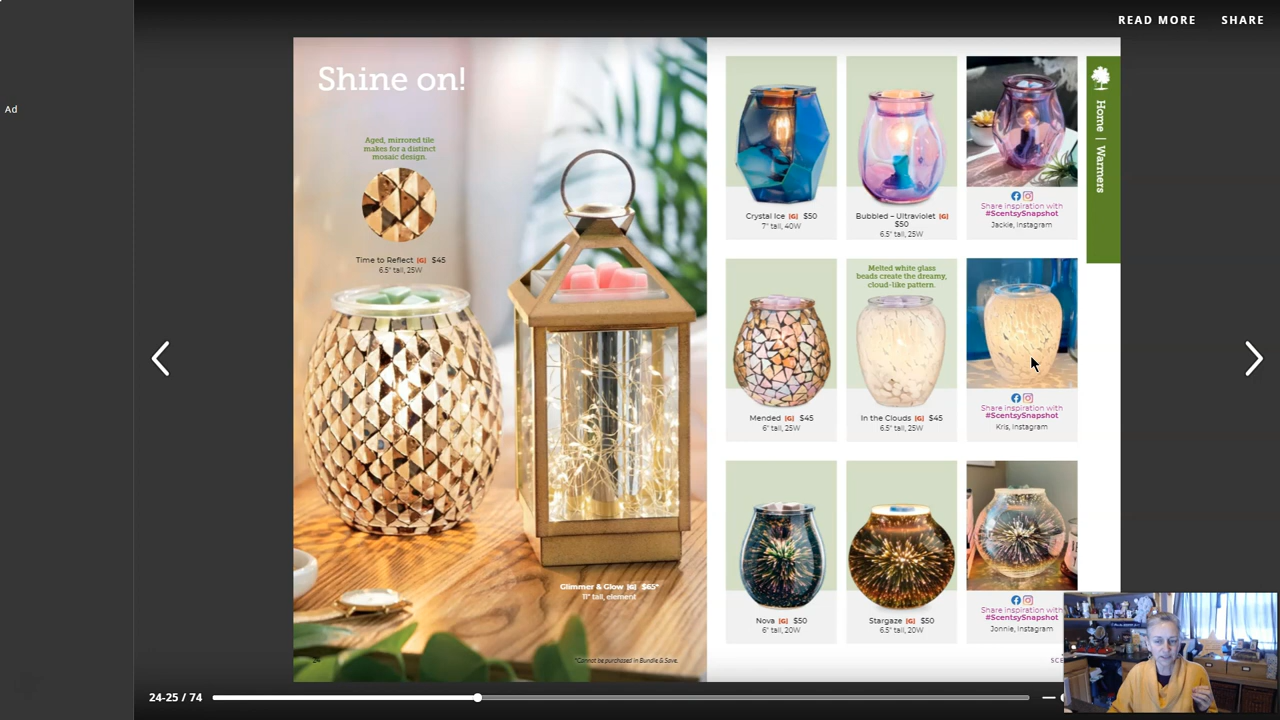 READ MORE SHARE
Ad
Shine on!
Aged, mirrored tile
makes for a distinct
mosaic design.
Time to Reflect |G| $45
6.5" tall, 25W
Glimmer & Glow |G| $65*
11" tall, element
24
*Cannot be purchased in Bundle & Save.
Crystal Ice |G| $50
7" tall, 40W
Bubbled – Ultraviolet |G|
$50
6.5" tall, 25W
Share inspiration with
#ScentsySnapshot
Jackie, Instagram
Home | Warmers
Mended |G| $45
6" tall, 25W
Melted white glass
beads create the dreamy,
cloud-like pattern.
In the Clouds |G| $45
6.5" tall, 25W
Share inspiration with
#ScentsySnapshot
Kris, Instagram
Nova |G| $50
6" tall, 20W
Stargaze |G| $50
6.5" tall, 20W
Share inspiration with
#ScentsySnapshot
Jonnie, Instagram
SCE
24-25 / 74